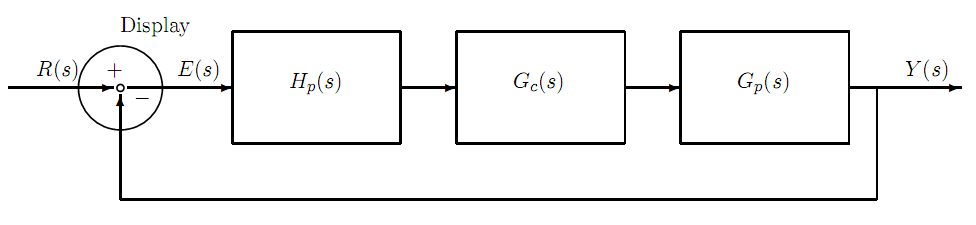 Display
R(s) + E(s) H_p(s) G_c(s) G_p(s) Y(s)
−